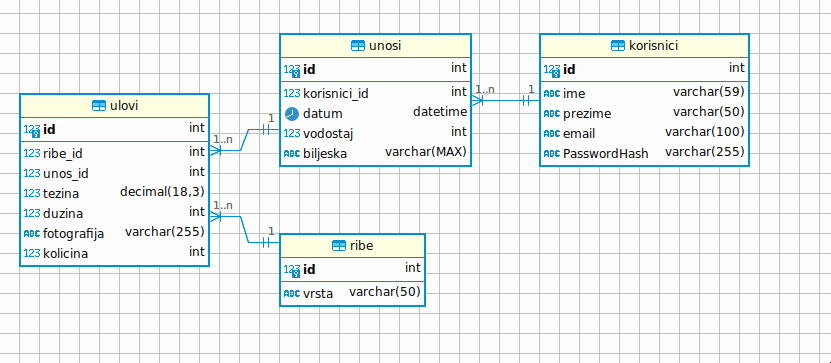 ulovi
123 id int
123 ribe_id int
123 unos_id int
123 tezina decimal(18,3)
123 duzina int
ABC fotografija varchar(255)
123 kolicina int
unosi
123 id int
123 korisnici_id int
datum datetime
123 vodostaj int
ABC biljeska varchar(MAX)
korisnici
123 id int
ABC ime varchar(59)
ABC prezime varchar(50)
ABC email varchar(100)
ABC PasswordHash varchar(255)
ribe
123 id int
ABC vrsta varchar(50)
1..n 1
1..n 1
1..n 1